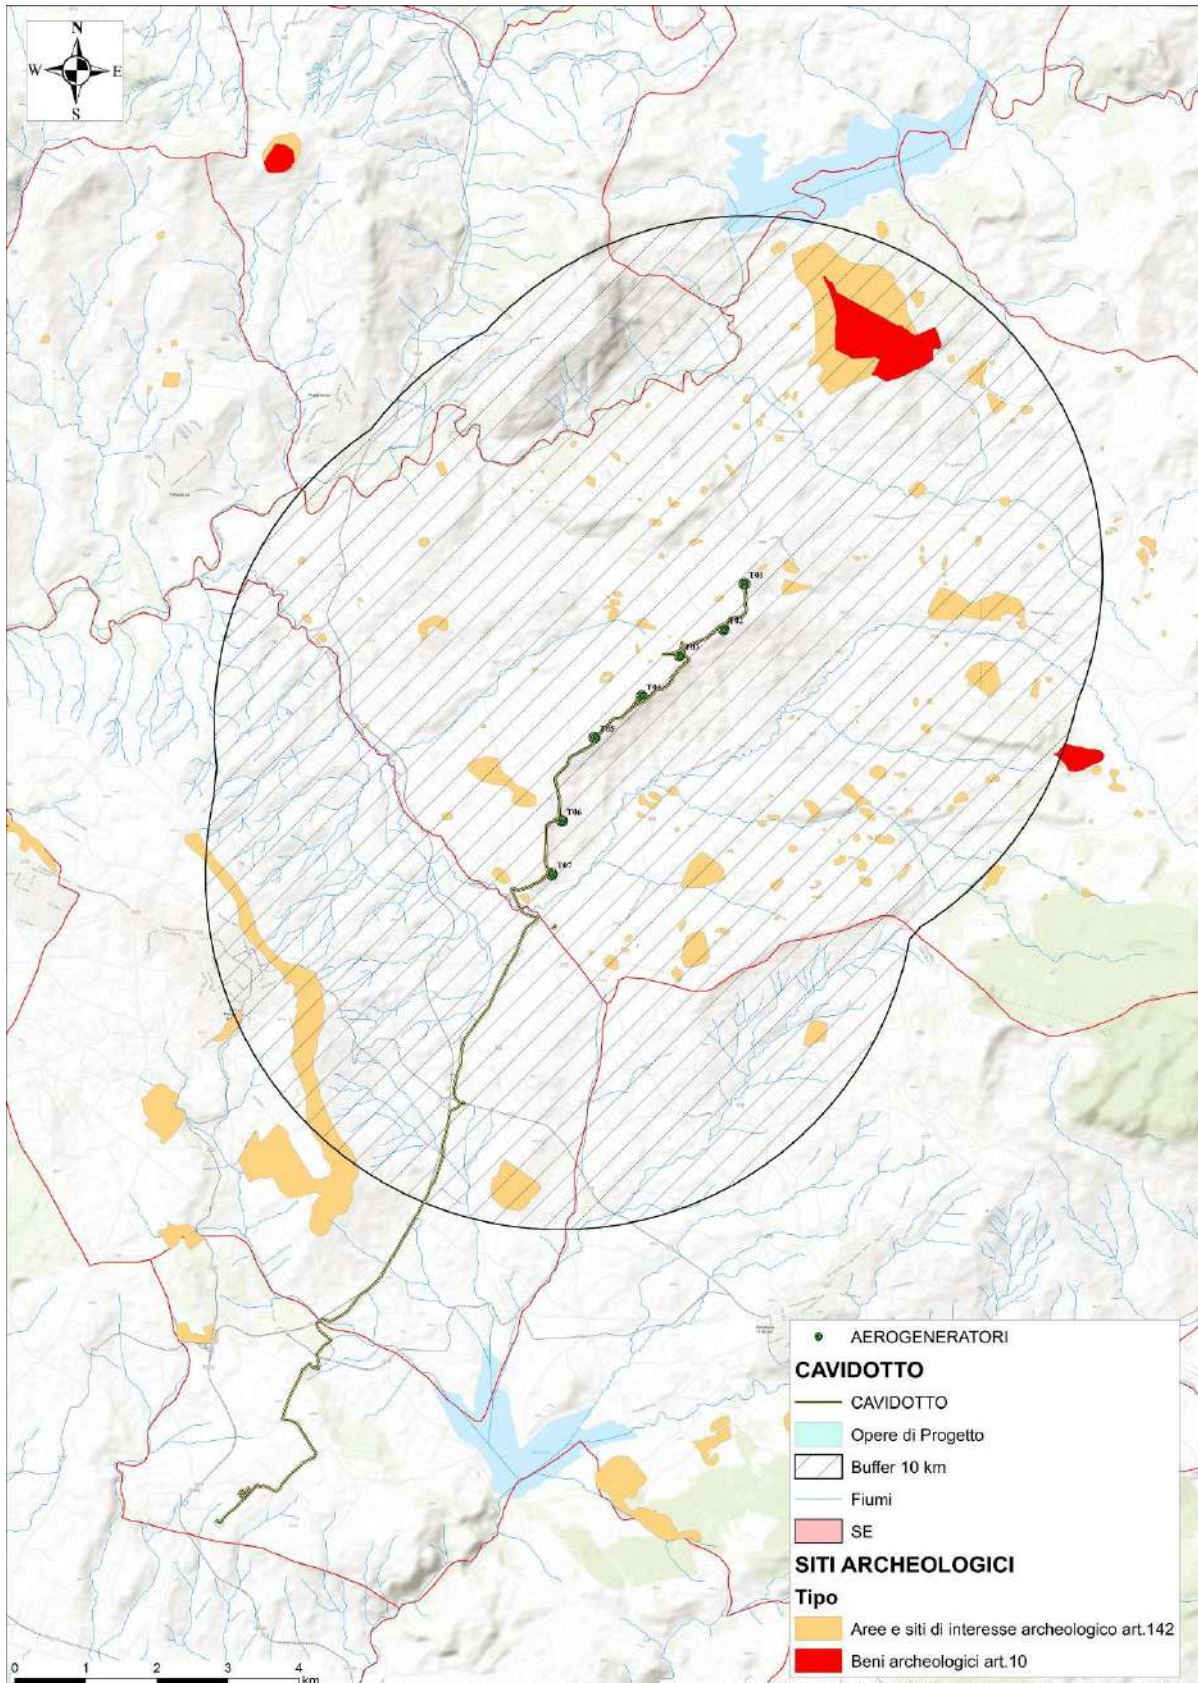 N
W E
S
T01
T02
T03
T04
T05
T06
T07
AEROGENERATORI
CAVIDOTTO
CAVIDOTTO
Opere di Progetto
Buffer 10 km
Fiumi
SE
SITI ARCHEOLOGICI
Tipo
Aree e siti di interesse archeologico art.142
Beni archeologici art.10
0 1 2 3 4
km